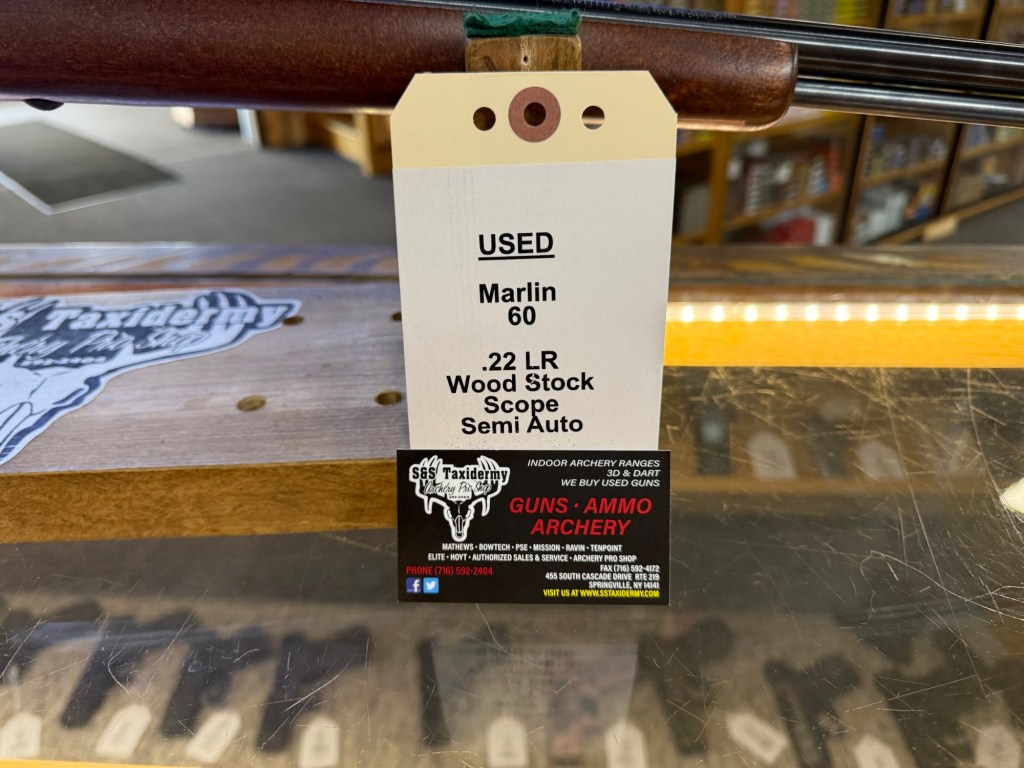 USED
Marlin
60
.22 LR
Wood Stock
Scope
Semi Auto
S&S Taxidermy
Archery Pro Shop
INDOOR ARCHERY RANGES
3D & DART
WE BUY USED GUNS
GUNS · AMMO
ARCHERY
MATHEWS · BOWTECH · PSE · MISSION · RAVIN · TENPOINT
ELITE · HOYT · AUTHORIZED SALES & SERVICE · ARCHERY PRO SHOP
PHONE (716) 592-2404
FAX (716) 592-4172
455 SOUTH CASCADE DRIVE RTE 219
SPRINGVILLE, NY 14141
VISIT US AT WWW.SSTAXIDERMY.COM
S&S Taxidermy
Archery Pro Shop